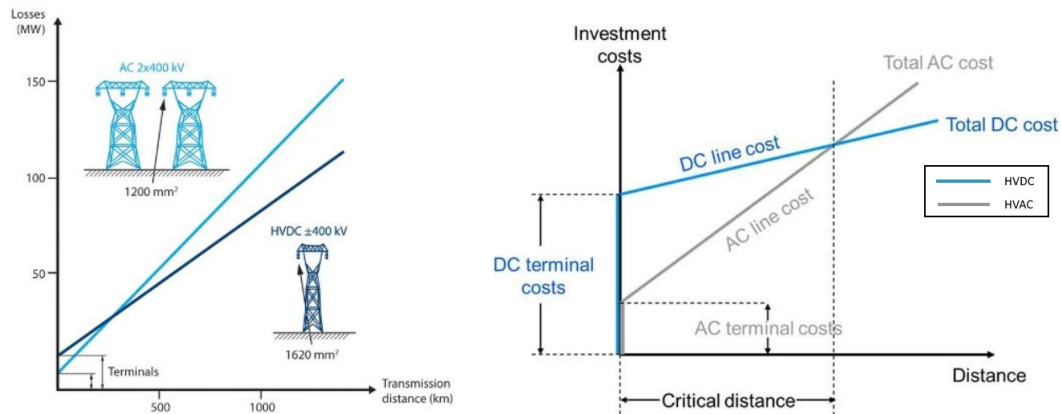 Losses
(MW)
AC 2x400 kV
150
1200 mm²
100
HVDC ±400 kV
50
1620 mm²
Terminals
Transmission
distance (km)
500
1000
Investment
costs
Total AC cost
Total DC cost
DC line cost
HVDC
HVAC
AC line cost
DC terminal
costs
AC terminal costs
Distance
Critical distance